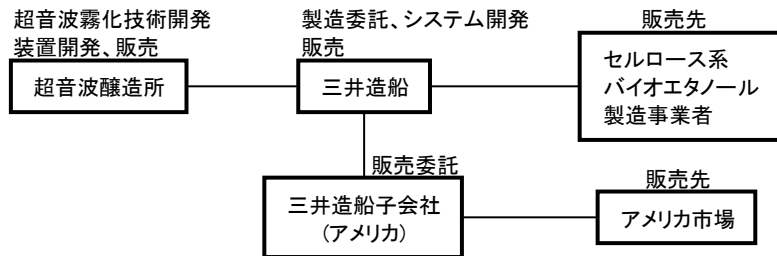 超音波霧化技術開発
装置開発、販売
超音波醸造所
製造委託、システム開発
販売
三井造船
販売先
セルロース系
バイオエタノール
製造事業者
販売委託
三井造船子会社
(アメリカ)
販売先
アメリカ市場